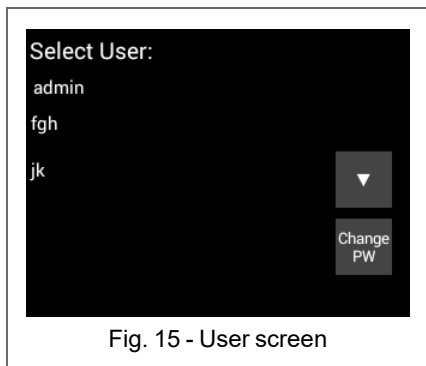 Select User:
admin
fgh
jk
▼
Change
PW
Fig. 15 - User screen